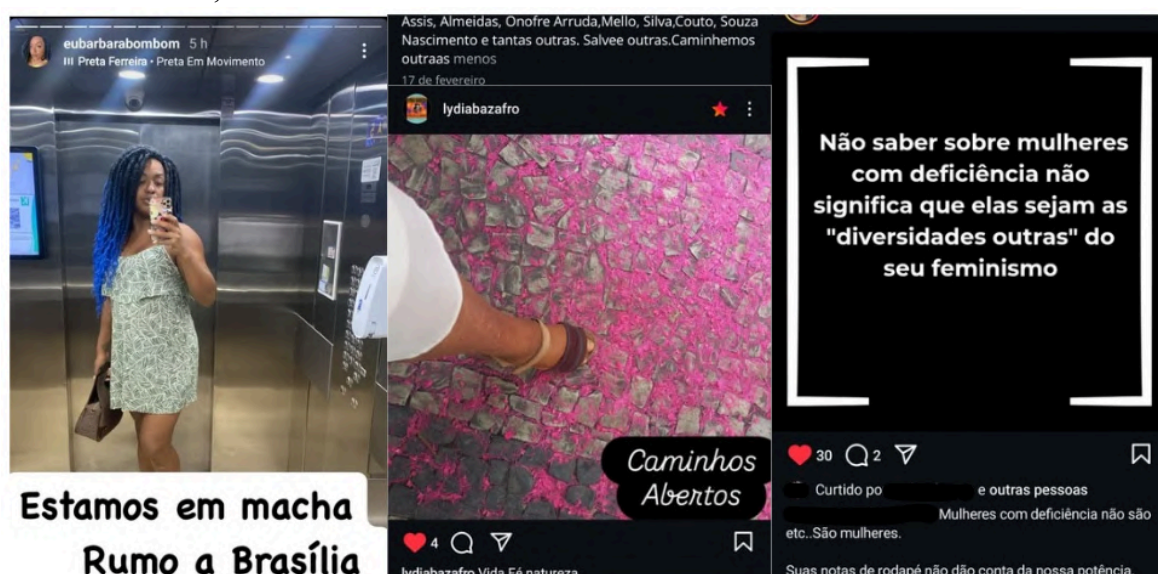 eubarbarabombom 5 h
Preta Ferreira • Preta Em Movimento
Estamos em macha
Rumo a Brasília
Assis, Almeidas, Onofre Arruda,Mello, Silva,Couto, Souza
Nascimento e tantas outras. Salvee outras.Caminhemos
outraas menos
17 de fevereiro
lydiabazafro
Caminhos
Abertos
4
lydiabazafro Vida Fé natureza
Não saber sobre mulheres
com deficiência não
significa que elas sejam as
"diversidades outras" do
seu feminismo
30 2
Curtido po e outras pessoas
Mulheres com deficiência não são
etc..São mulheres.
Suas notas de rodapé não dão conta da nossa potência